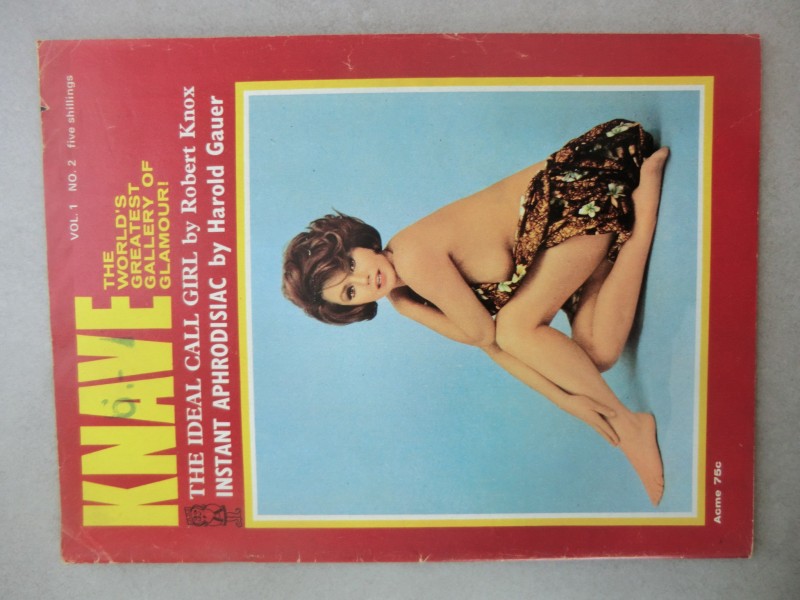 VOL. 1 NO. 2 five shillings
KNAVE
THE
WORLD'S
GREATEST
GALLERY OF
GLAMOUR!
THE IDEAL CALL GIRL by Robert Knox
INSTANT APHRODISIAC by Harold Gauer
Acme 75c